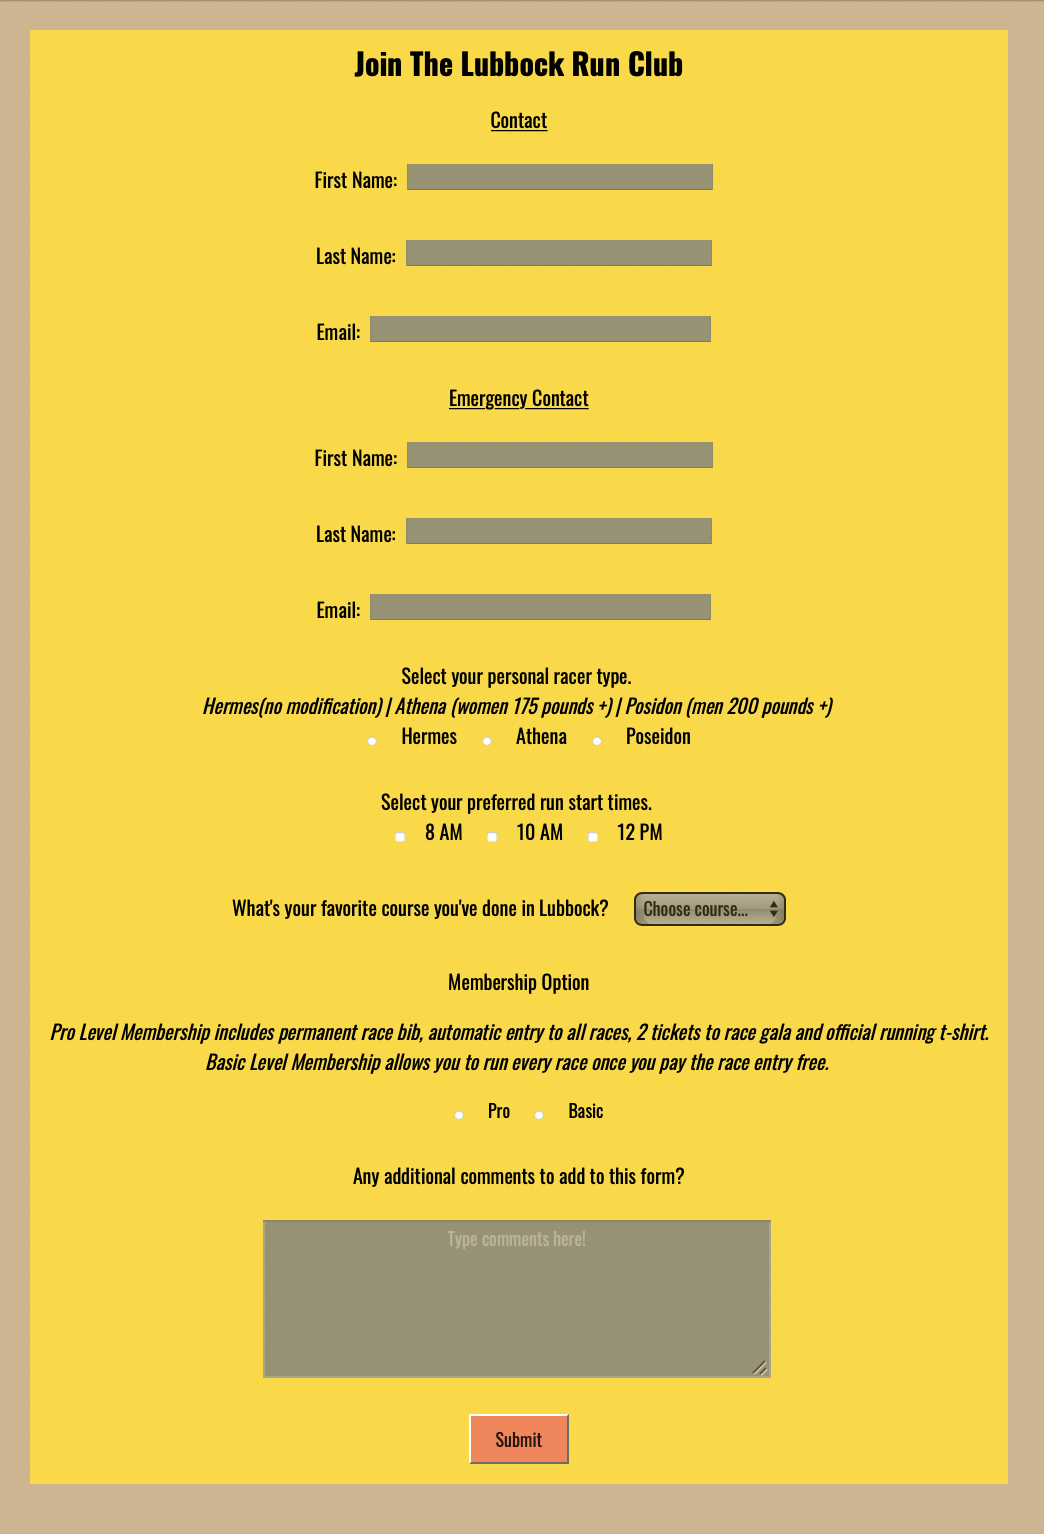 Join The Lubbock Run Club
Contact
First Name:
Last Name:
Email:
Emergency Contact
First Name:
Last Name:
Email:
Select your personal racer type.
Hermes(no modification) | Athena (women 175 pounds +) | Posidon (men 200 pounds +)
Hermes Athena Poseidon
Select your preferred run start times.
8 AM 10 AM 12 PM
What's your favorite course you've done in Lubbock? Choose course...
Membership Option
Pro Level Membership includes permanent race bib, automatic entry to all races, 2 tickets to race gala and official running t-shirt.
Basic Level Membership allows you to run every race once you pay the race entry free.
Pro Basic
Any additional comments to add to this form?
Type comments here!
Submit